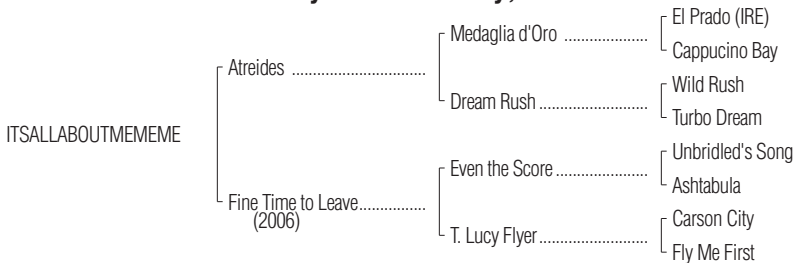 El Prado (IRE)
Medaglia d'Oro ....................
Cappucino Bay
Atreides ................................
Wild Rush
Dream Rush ..........................
Turbo Dream
ITSALLABOUTMEMEME
Unbridled's Song
Even the Score ......................
Ashtabula
Fine Time to Leave................
(2006)
Carson City
T. Lucy Flyer..........................
Fly Me First